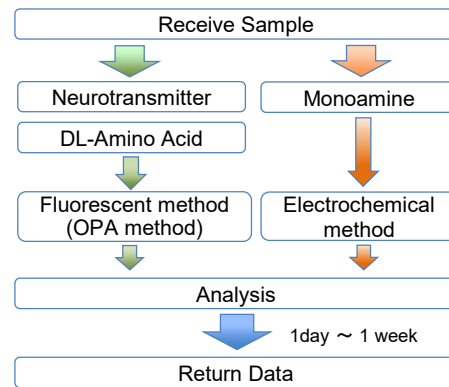 Receive Sample
Neurotransmitter
Monoamine
DL-Amino Acid
Fluorescent method
(OPA method)
Electrochemical
method
Analysis
1day ～ 1 week
Return Data